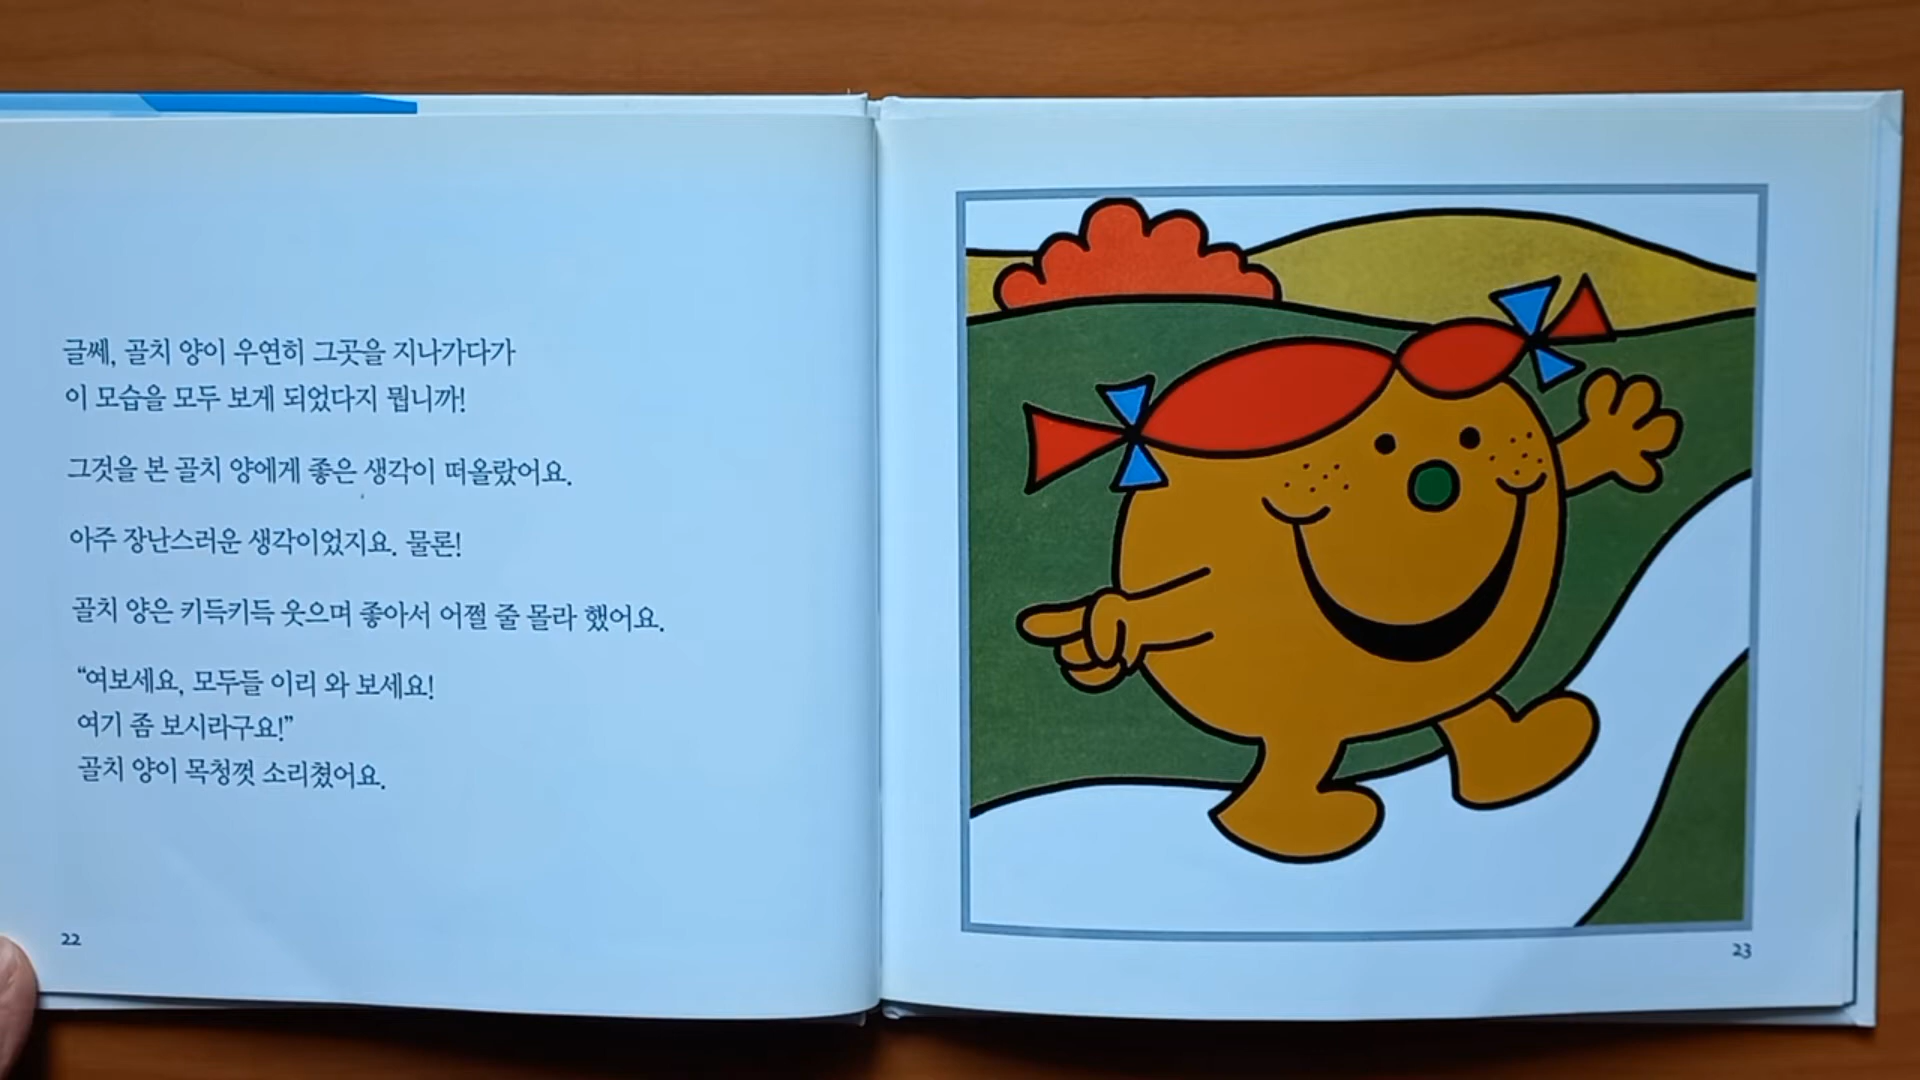 글쎄, 골치 양이 우연히 그곳을 지나가다가
이 모습을 모두 보게 되었다지 뭡니까!
그것을 본 골치 양에게 좋은 생각이 떠올랐어요.
아주 장난스러운 생각이었지요. 물론!
골치 양은 키득키득 웃으며 좋아서 어쩔 줄 몰라 했어요.
“여보세요, 모두들 이리 와 보세요!
여기 좀 보시라구요!”
골치 양이 목청껏 소리쳤어요.
22
23